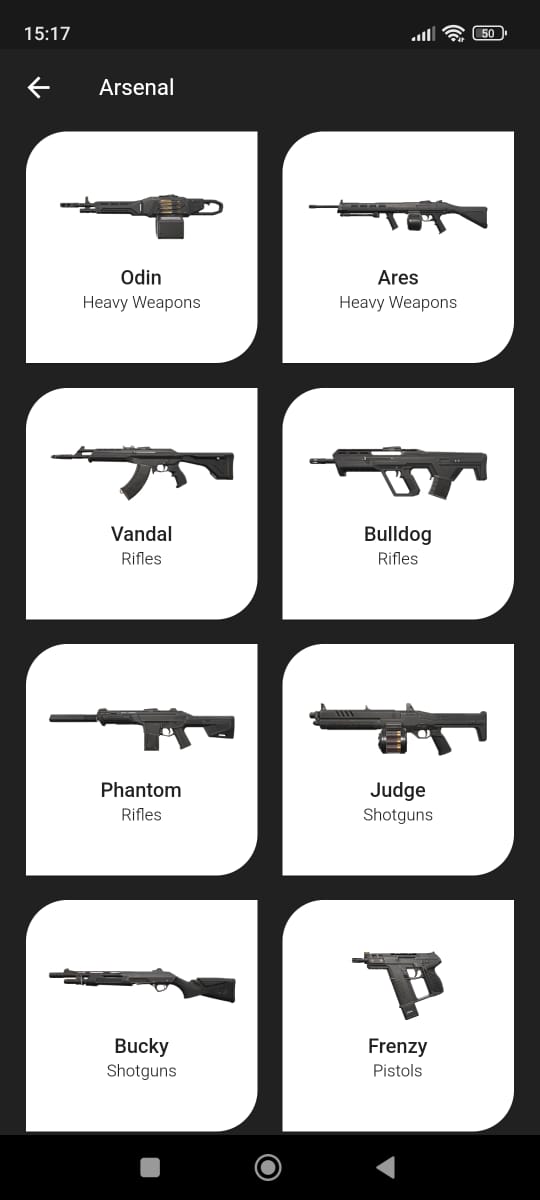 15:17
50
Arsenal
Odin
Heavy Weapons
Ares
Heavy Weapons
Vandal
Rifles
Bulldog
Rifles
Phantom
Rifles
Judge
Shotguns
Bucky
Shotguns
Frenzy
Pistols